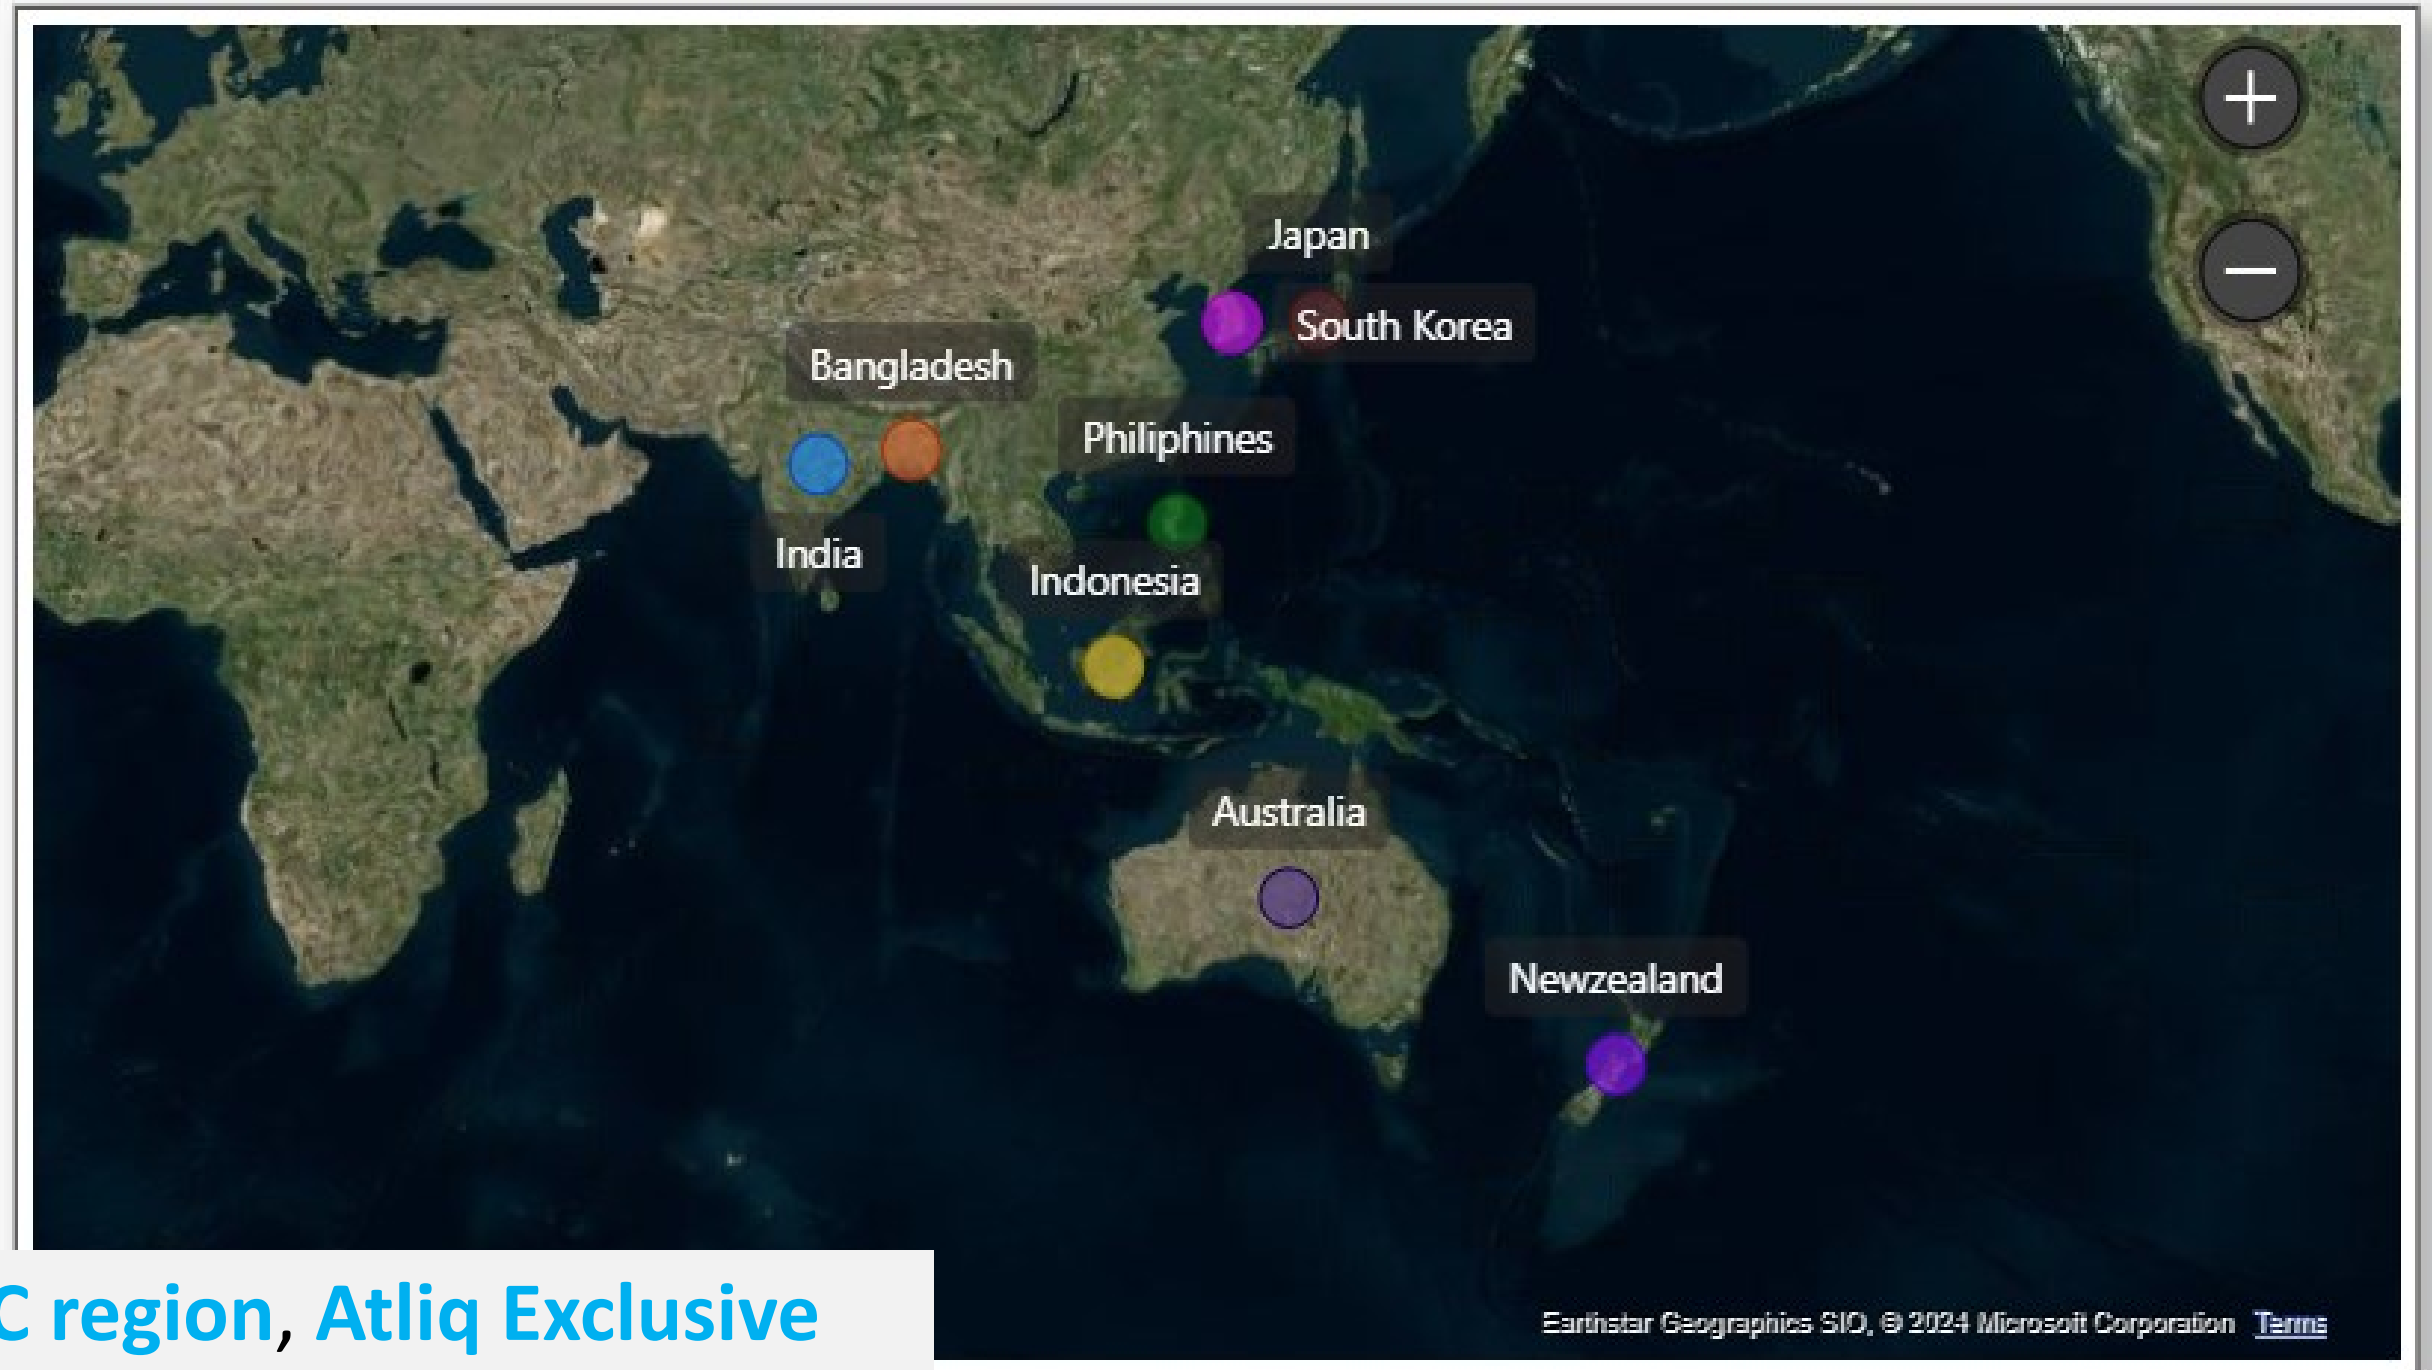 Japan
South Korea
Bangladesh
Philiphines
India
Indonesia
Australia
Newzealand
C region, Atliq Exclusive
Earthstar Geographics SIO, © 2024 Microsoft Corporation Terms